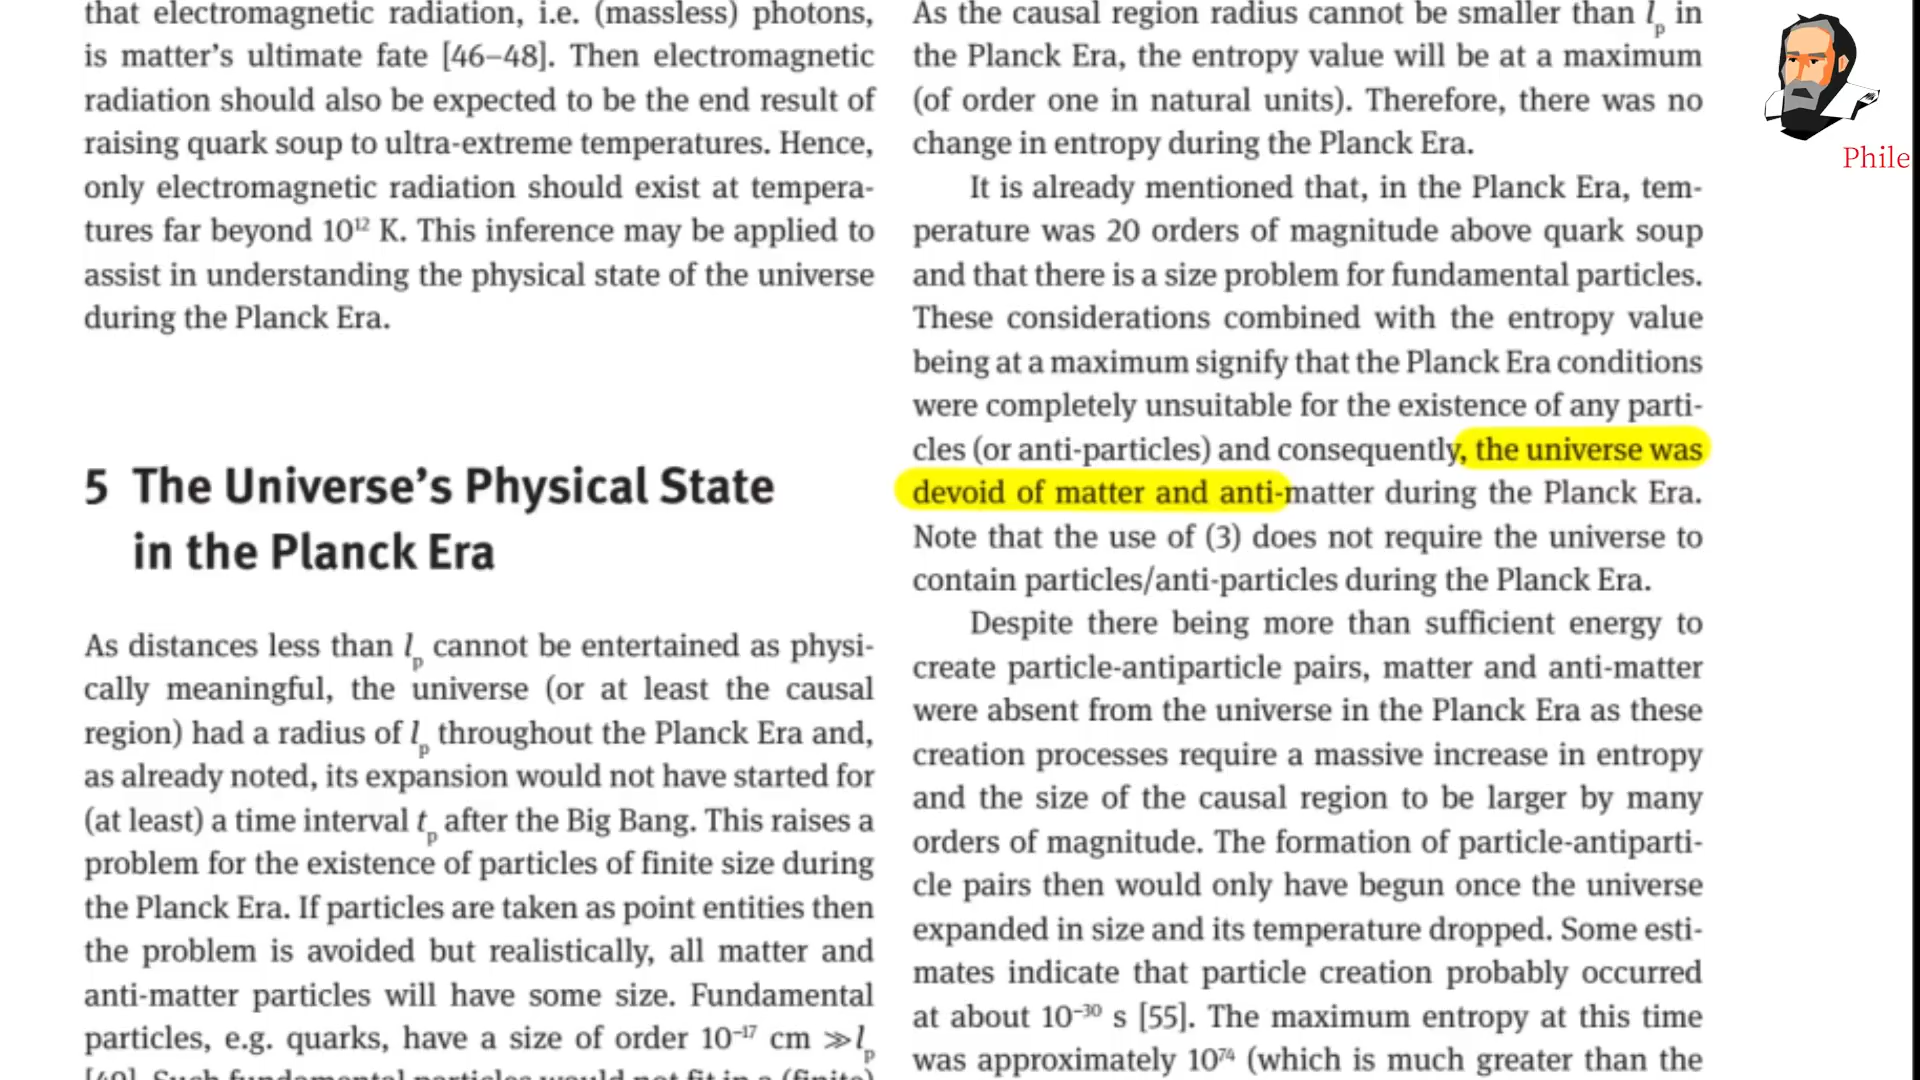 that electromagnetic radiation, i.e. (massless) photons,
is matter’s ultimate fate [46–48]. Then electromagnetic
radiation should also be expected to be the end result of
raising quark soup to ultra-extreme temperatures. Hence,
only electromagnetic radiation should exist at tempera-
tures far beyond 10¹² K. This inference may be applied to
assist in understanding the physical state of the universe
during the Planck Era.
5 The Universe’s Physical State
in the Planck Era
As distances less than lₚ cannot be entertained as physi-
cally meaningful, the universe (or at least the causal
region) had a radius of lₚ throughout the Planck Era and,
as already noted, its expansion would not have started for
(at least) a time interval tₚ after the Big Bang. This raises a
problem for the existence of particles of finite size during
the Planck Era. If particles are taken as point entities then
the problem is avoided but realistically, all matter and
anti-matter particles will have some size. Fundamental
particles, e.g. quarks, have a size of order 10⁻¹⁷ cm ≫lₚ
[49]. Such fundamental particles would not fit in a (finite)
As the causal region radius cannot be smaller than lₚ in
the Planck Era, the entropy value will be at a maximum
(of order one in natural units). Therefore, there was no
change in entropy during the Planck Era.
It is already mentioned that, in the Planck Era, tem-
perature was 20 orders of magnitude above quark soup
and that there is a size problem for fundamental particles.
These considerations combined with the entropy value
being at a maximum signify that the Planck Era conditions
were completely unsuitable for the existence of any parti-
cles (or anti-particles) and consequently, the universe was
devoid of matter and anti-matter during the Planck Era.
Note that the use of (3) does not require the universe to
contain particles/anti-particles during the Planck Era.
Despite there being more than sufficient energy to
create particle-antiparticle pairs, matter and anti-matter
were absent from the universe in the Planck Era as these
creation processes require a massive increase in entropy
and the size of the causal region to be larger by many
orders of magnitude. The formation of particle-antiparti-
cle pairs then would only have begun once the universe
expanded in size and its temperature dropped. Some esti-
mates indicate that particle creation probably occurred
at about 10⁻³⁰ s [55]. The maximum entropy at this time
was approximately 10⁷⁴ (which is much greater than the
Phile